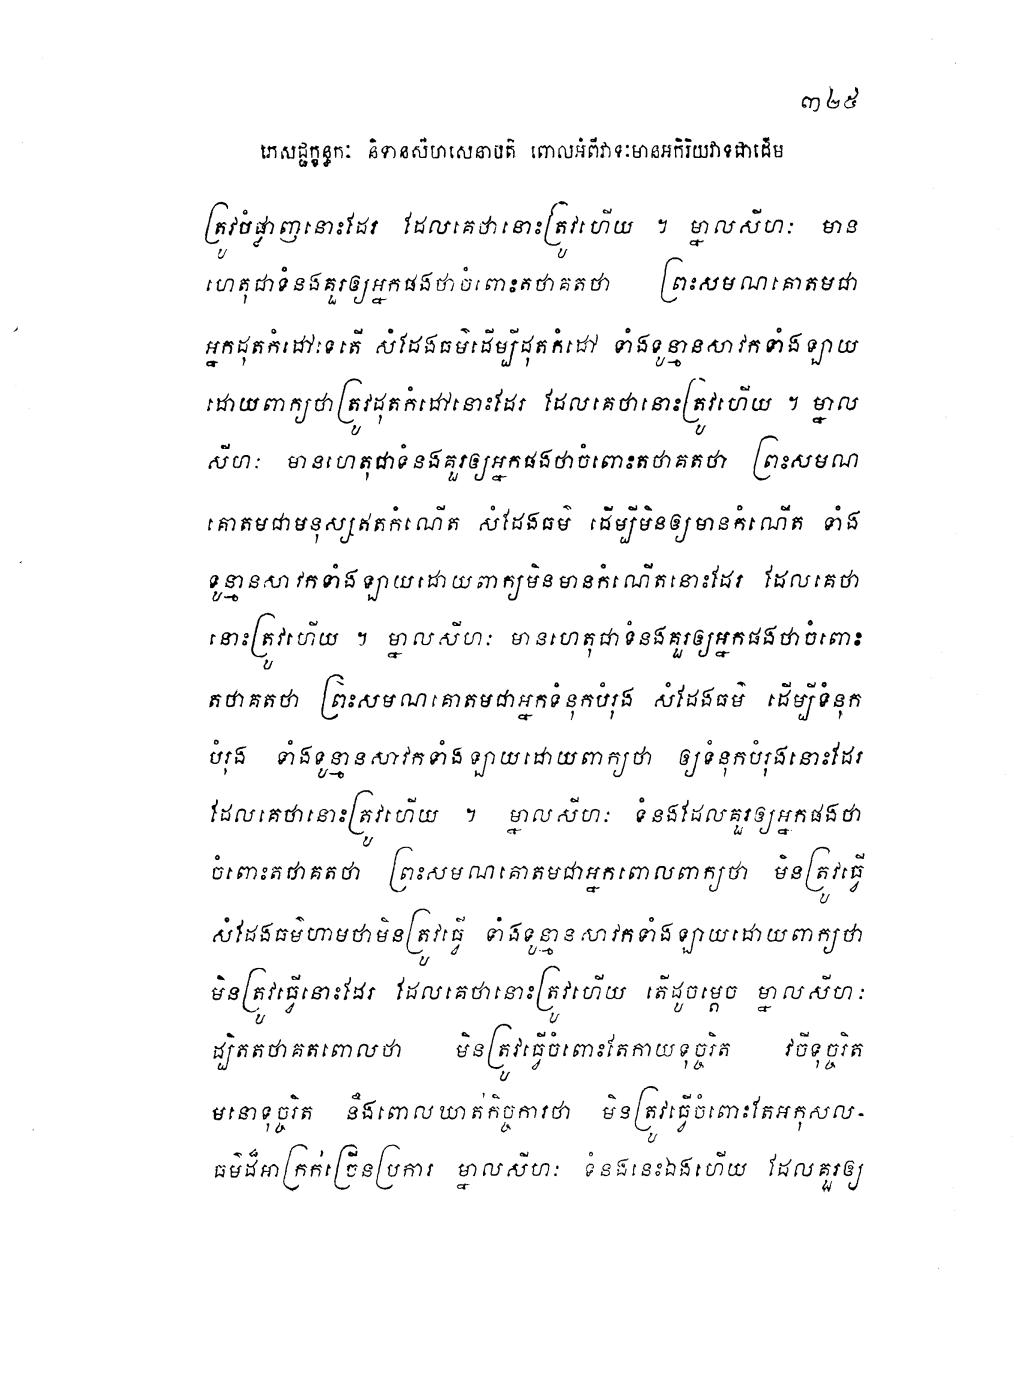 ៣២៥
ភេសជ្ជក្ខន្ធកៈ និទានសីហសេនាបតី ពោលអំពីវាទៈមានអកិរិយវាទជាដើម
ត្រូវបំផ្លាញនោះដែរ ដែលគេថានោះត្រូវហើយ ។ ម្នាលសីហៈ មាន
ហេតុជាទំនងគួរឲ្យអ្នកផងថាចំពោះតថាគតថា ព្រះសមណគោតមជា
អ្នកដុតកំដៅៈទតើ សំដែងធម៌ដើម្បីដុតកំដៅ ទាំងទូន្មានសាវកទាំងឡាយ
ដោយពាក្យថាត្រូវដុតកំដៅនោះដែរ ដែលគេថានោះត្រូវហើយ ។ ម្នាល
សីហៈ មានហេតុជាទំនងគួរឲ្យអ្នកផងថាចំពោះតថាគតថា ព្រះសមណ
គោតមជាមនុស្សឥតកំណើត សំដែងធម៌ ដើម្បីមិនឲ្យមានកំណើត ទាំង
ទូន្មានសាវកទាំងឡាយដោយពាក្យមិនមានកំណើតនោះដែរ ដែលគេថា
នោះត្រូវហើយ ។ ម្នាលសីហៈ មានហេតុជាទំនងគួរឲ្យអ្នកផងថាចំពោះ
តថាគតថា ព្រះសមណគោតមជាអ្នកទំនុកបំរុង សំដែងធម៌ ដើម្បីទំនុក
បំរុង ទាំងទូន្មានសាវកទាំងឡាយដោយពាក្យថា ឲ្យទំនុកបំរុងនោះដែរ
ដែលគេថានោះត្រូវហើយ ។ ម្នាលសីហៈ ទំនងដែលគួរឲ្យអ្នកផងថា
ចំពោះតថាគតថា ព្រះសមណគោតមជាអ្នកពោលពាក្យថា មិនត្រូវធ្វើ
សំដែងធម៌ហាមថាមិនត្រូវធ្វើ ទាំងទូន្មានសាវកទាំងឡាយដោយពាក្យថា
មិនត្រូវធ្វើនោះដែរ ដែលគេថានោះត្រូវហើយ តើដូចម្តេច ម្នាលសីហៈ
ដ្បិតតថាគតពោលថា មិនត្រូវធ្វើចំពោះតែកាយទុច្ចរិត វចីទុច្ចរិត
មនោទុច្ចរិត នឹងពោលឃាត់កិច្ចការថា មិនត្រូវធ្វើចំពោះតែអកុសល-
ធម៌ដ៏អាក្រក់ច្រើនប្រការ ម្នាលសីហៈ ទំនងនេះឯងហើយ ដែលគួរឲ្យ